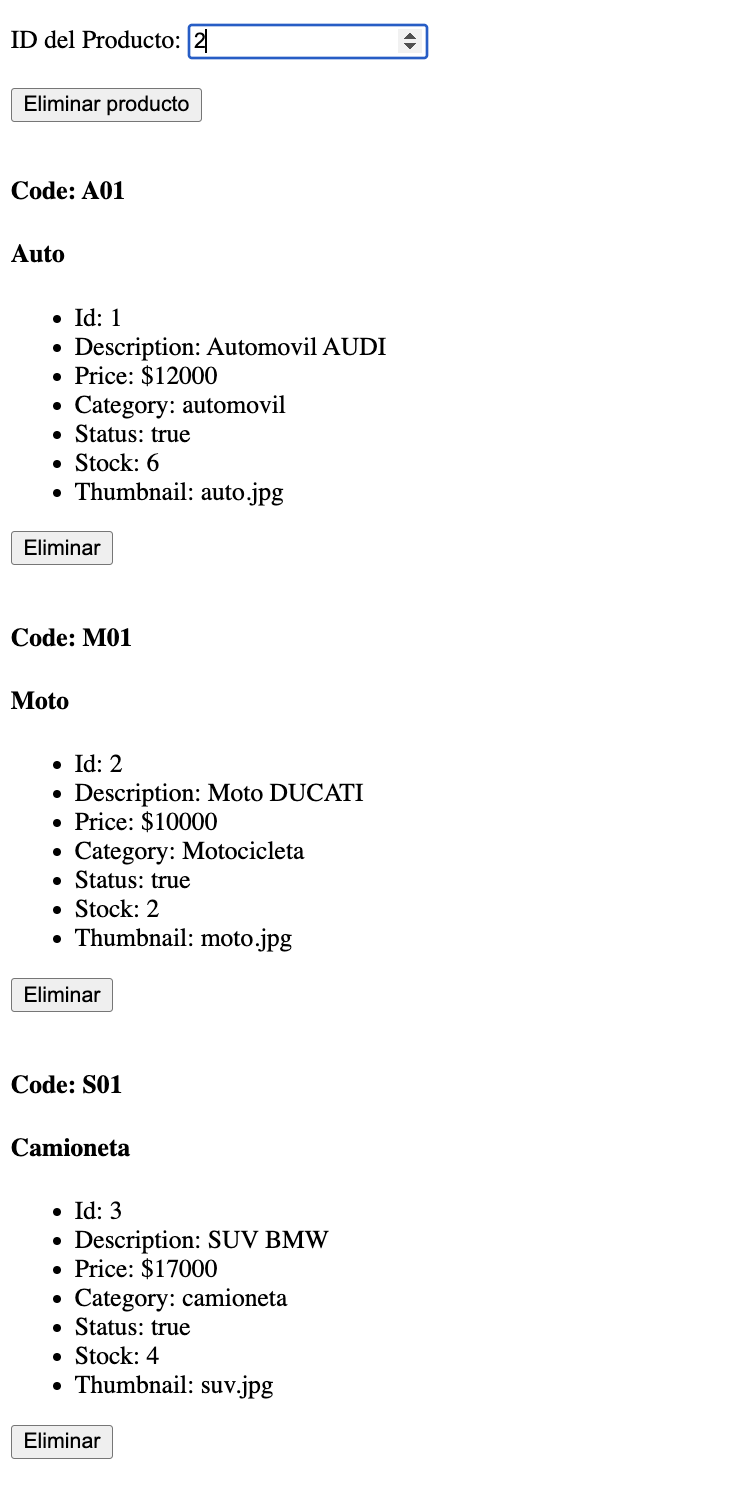 ID del Producto: 2
Eliminar producto
Code: A01
Auto
Id: 1
Description: Automovil AUDI
Price: $12000
Category: automovil
Status: true
Stock: 6
Thumbnail: auto.jpg
Eliminar
Code: M01
Moto
Id: 2
Description: Moto DUCATI
Price: $10000
Category: Motocicleta
Status: true
Stock: 2
Thumbnail: moto.jpg
Eliminar
Code: S01
Camioneta
Id: 3
Description: SUV BMW
Price: $17000
Category: camioneta
Status: true
Stock: 4
Thumbnail: suv.jpg
Eliminar